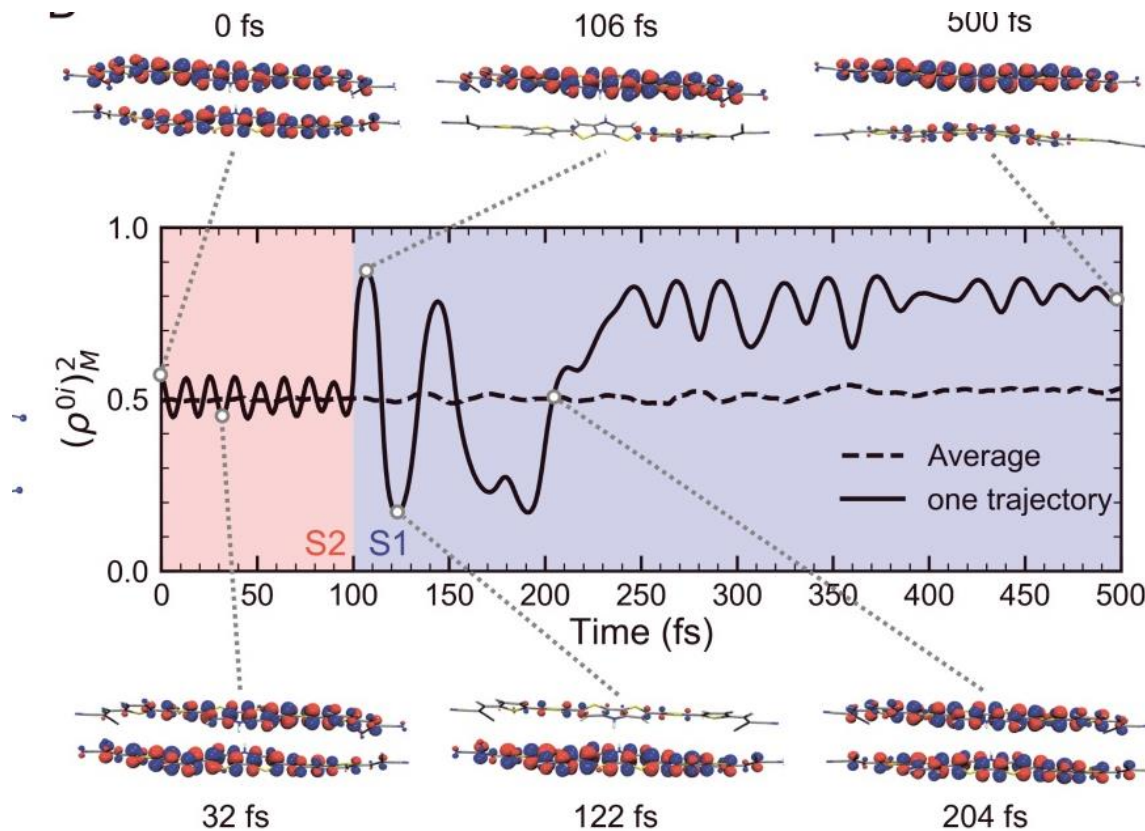 0 fs
106 fs
500 fs
1.0
0.5
0.0
(ρ⁰ⁱ)²_M
Average
one trajectory
S2 S1
0 50 100 150 200 250 300 350 400 450 500
Time (fs)
32 fs
122 fs
204 fs